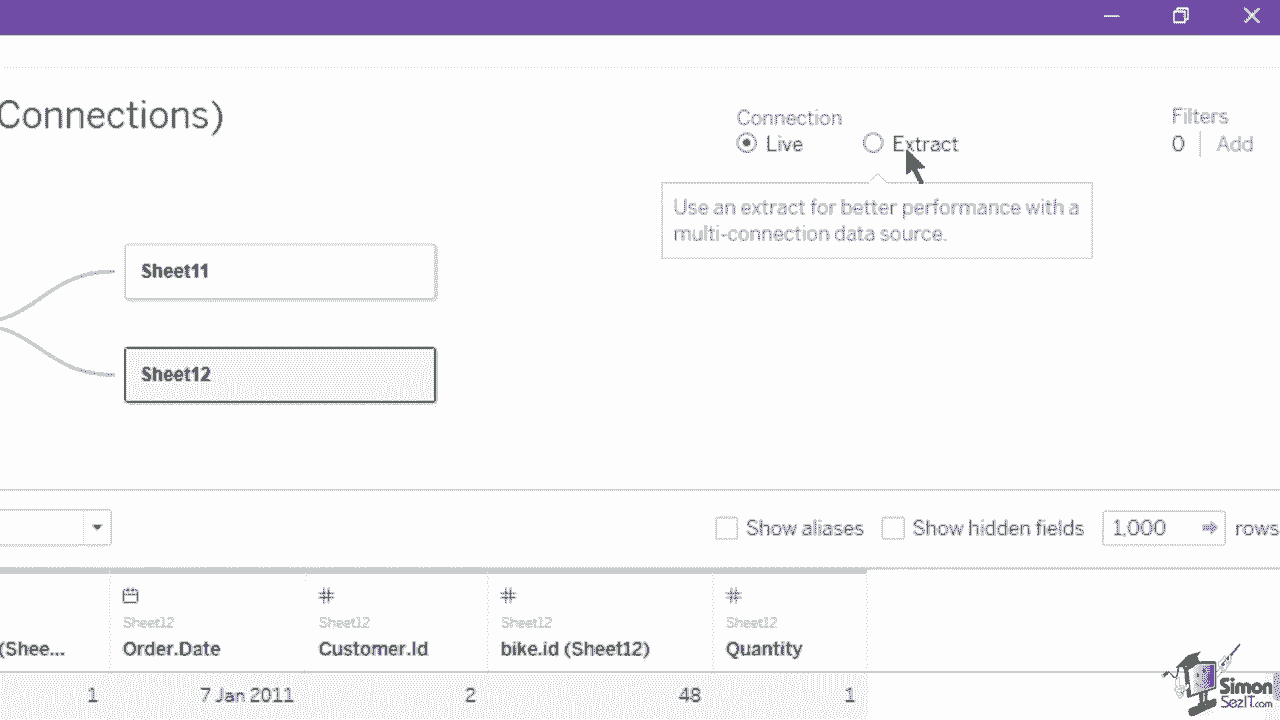 Connections)
Connection
Live
Extract
Filters
0
Add
Use an extract for better performance with a
multi-connection data source.
Sheet11
Sheet12
Show aliases
Show hidden fields
1,000
rows
Sheet12
Sheet12
Sheet12
Sheet12
(Shee...
Order.Date
Customer.Id
bike.id (Sheet12)
Quantity
1
7 Jan 2011
2
48
1
Simon
SezIT.com